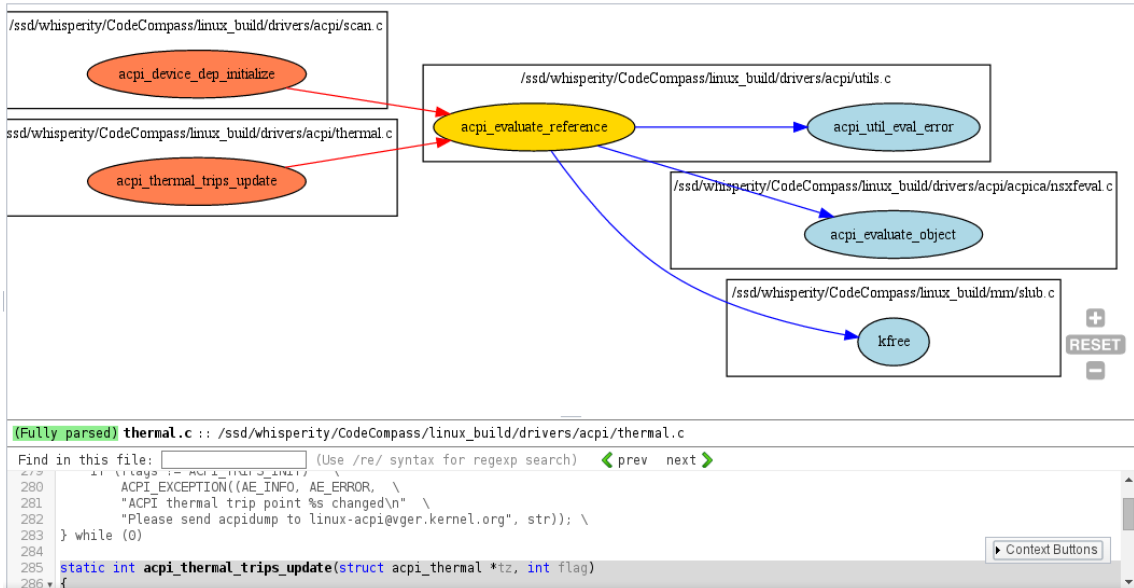 /ssd/whisperity/CodeCompass/linux_build/drivers/acpi/scan.c
acpi_device_dep_initialize
/ssd/whisperity/CodeCompass/linux_build/drivers/acpi/utils.c
acpi_evaluate_reference
acpi_util_eval_error
ssd/whisperity/CodeCompass/linux_build/drivers/acpi/thermal.c
acpi_thermal_trips_update
/ssd/whisperity/CodeCompass/linux_build/drivers/acpi/acpica/nsxfeval.c
acpi_evaluate_object
/ssd/whisperity/CodeCompass/linux_build/mm/slub.c
kfree
RESET
(Fully parsed) thermal.c :: /ssd/whisperity/CodeCompass/linux_build/drivers/acpi/thermal.c
Find in this file: (Use /re/ syntax for regexp search) prev next
279 if (flags != ACPI_TRIPS_INIT) \
280 ACPI_EXCEPTION((AE_INFO, AE_ERROR, \
281 "ACPI thermal trip point %s changed\n" \
282 "Please send acpidump to linux-acpi@vger.kernel.org", str)); \
283 } while (0)
284
Context Buttons
285 static int acpi_thermal_trips_update(struct acpi_thermal *tz, int flag)
286 {